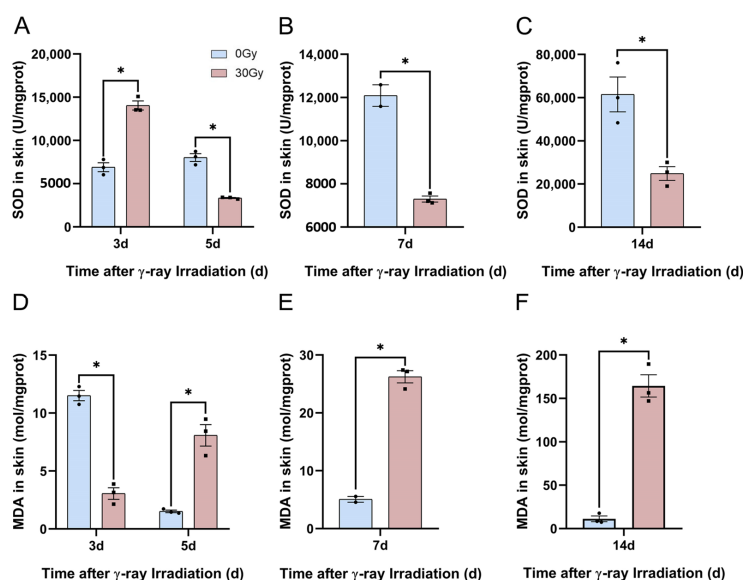 A
SOD in skin (U/mgprot)
20,000
15,000
10,000
5000
0
0Gy
30Gy
*
*
3d
5d
Time after γ-ray Irradiation (d)
B
SOD in skin (U/mgprot)
14,000
12,000
10,000
8000
6000
*
7d
Time after γ-ray Irradiation (d)
C
SOD in skin (U/mgprot)
80,000
60,000
40,000
20,000
0
*
14d
Time after γ-ray Irradiation (d)
D
MDA in skin (mol/mgprot)
15
10
5
0
*
*
3d
5d
Time after γ-ray Irradiation (d)
E
MDA in skin (mol/mgprot)
30
20
10
0
*
7d
Time after γ-ray Irradiation (d)
F
MDA in skin (mol/mgprot)
200
150
100
50
0
*
14d
Time after γ-ray Irradiation (d)